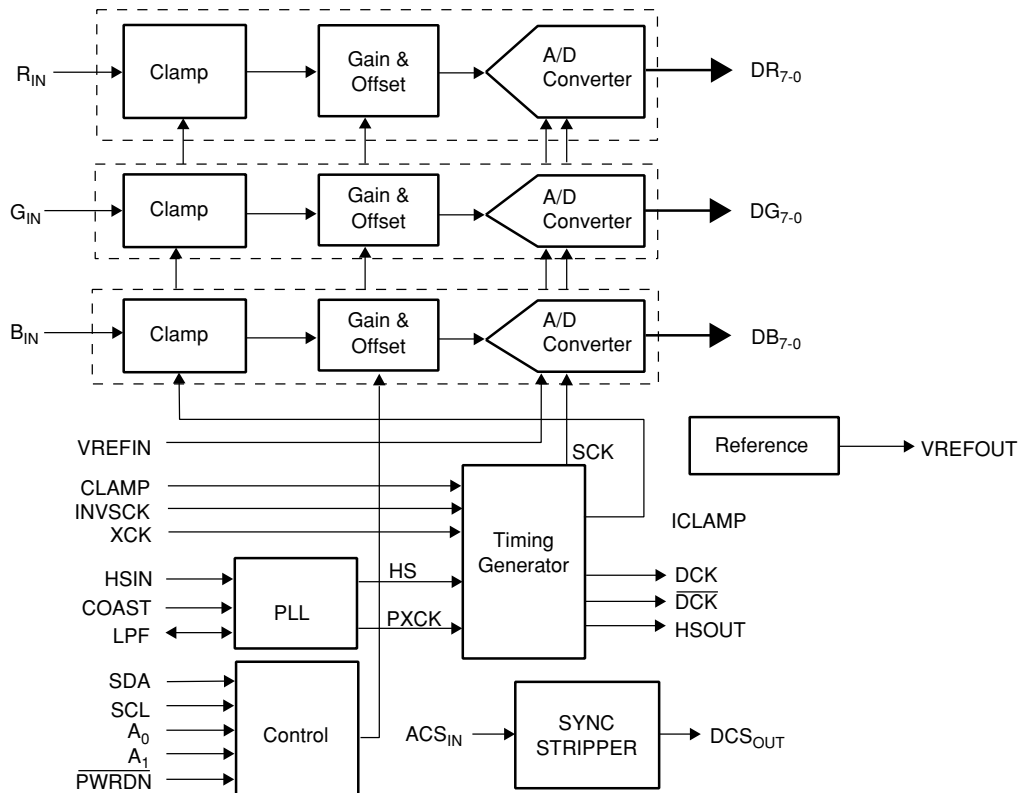 R_IN
Clamp
Gain &
Offset
A/D
Converter
DR_7-0
G_IN
Clamp
Gain &
Offset
A/D
Converter
DG_7-0
B_IN
Clamp
Gain &
Offset
A/D
Converter
DB_7-0
VREFIN
SCK
Reference
VREFOUT
CLAMP
INVSCK
XCK
Timing
Generator
ICLAMP
HSIN
COAST
LPF
PLL
HS
PXCK
DCK
D̅C̅K̅
HSOUT
SDA
SCL
A_0
A_1
P̅W̅R̅D̅N̅
Control
ACS_IN
SYNC
STRIPPER
DCS_OUT